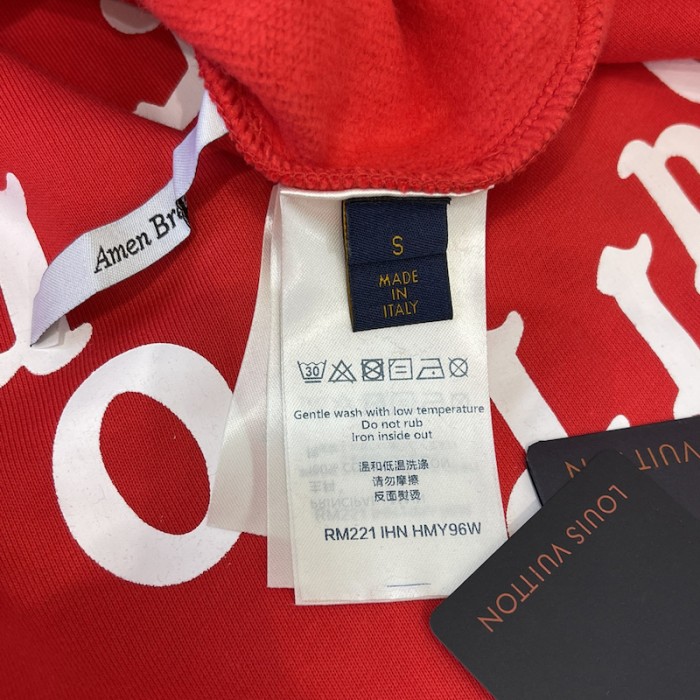 Amen Br
S
MADE
IN
ITALY
30
Gentle wash with low temperature
Do not rub
Iron inside out
温和低温洗涤
请勿摩擦
反面熨烫
RM221 IHN HMY96W
VUITTON
LOUIS VUITTON